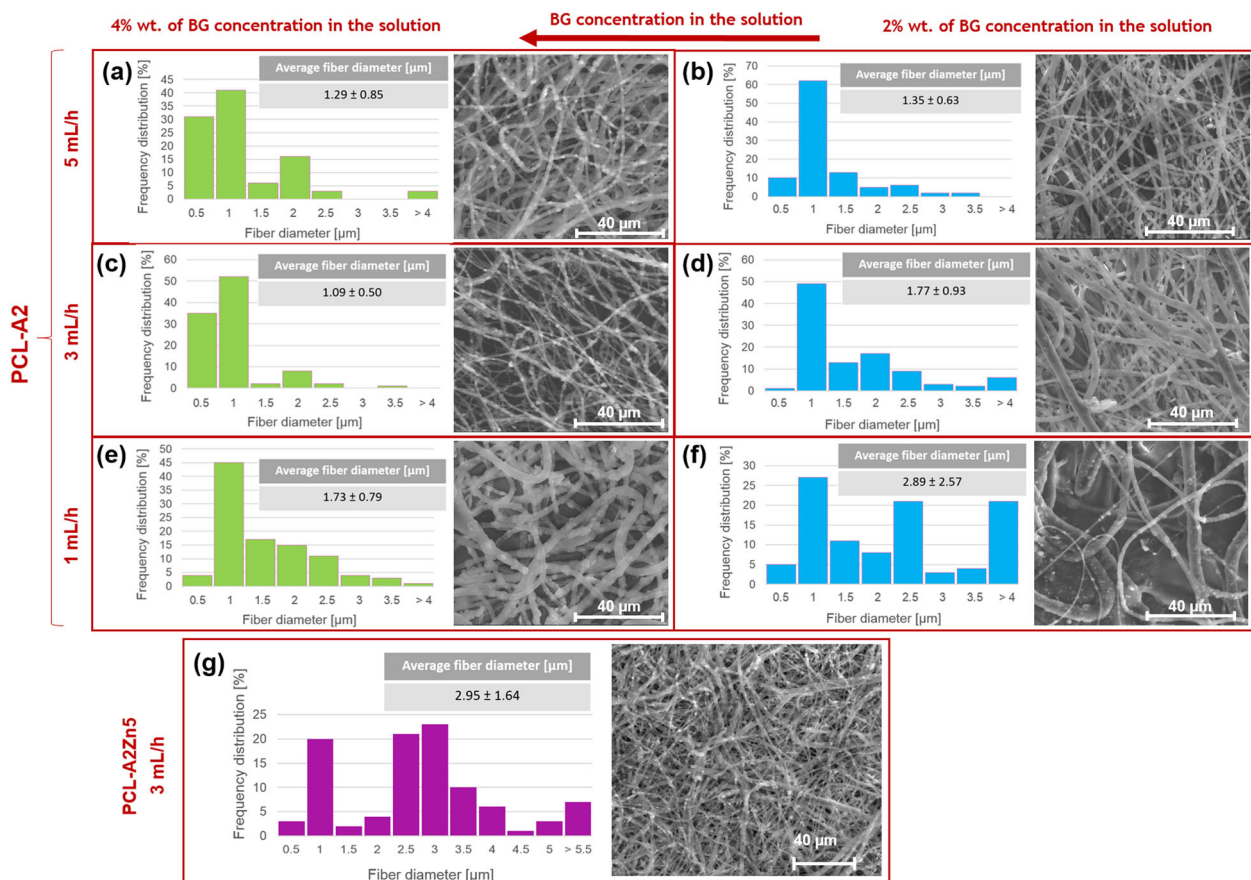 4% wt. of BG concentration in the solution
BG concentration in the solution
2% wt. of BG concentration in the solution
PCL-A2
5 mL/h
(a)
Average fiber diameter [µm]
1.29 ± 0.85
Frequency distribution [%]
45
40
35
30
25
20
15
10
5
0
0.5 1 1.5 2 2.5 3 3.5 > 4
Fiber diameter [µm]
40 µm
(b)
Average fiber diameter [µm]
1.35 ± 0.63
Frequency distribution [%]
70
60
50
40
30
20
10
0
0.5 1 1.5 2 2.5 3 3.5 > 4
Fiber diameter [µm]
40 µm
3 mL/h
(c)
Average fiber diameter [µm]
1.09 ± 0.50
Frequency distribution [%]
60
50
40
30
20
10
0
0.5 1 1.5 2 2.5 3 3.5 > 4
Fiber diameter [µm]
40 µm
(d)
Average fiber diameter [µm]
1.77 ± 0.93
Frequency distribution [%]
60
50
40
30
20
10
0
0.5 1 1.5 2 2.5 3 3.5 > 4
Fiber diameter [µm]
40 µm
1 mL/h
(e)
Average fiber diameter [µm]
1.73 ± 0.79
Frequency distribution [%]
50
45
40
35
30
25
20
15
10
5
0
0.5 1 1.5 2 2.5 3 3.5 > 4
Fiber diameter [µm]
40 µm
(f)
Average fiber diameter [µm]
2.89 ± 2.57
Frequency distribution [%]
30
25
20
15
10
5
0
0.5 1 1.5 2 2.5 3 3.5 > 4
Fiber diameter [µm]
40 µm
PCL-A2Zn5
3 mL/h
(g)
Average fiber diameter [µm]
2.95 ± 1.64
Frequency distribution [%]
25
20
15
10
5
0
0.5 1 1.5 2 2.5 3 3.5 4 4.5 5 > 5.5
Fiber diameter [µm]
40 µm